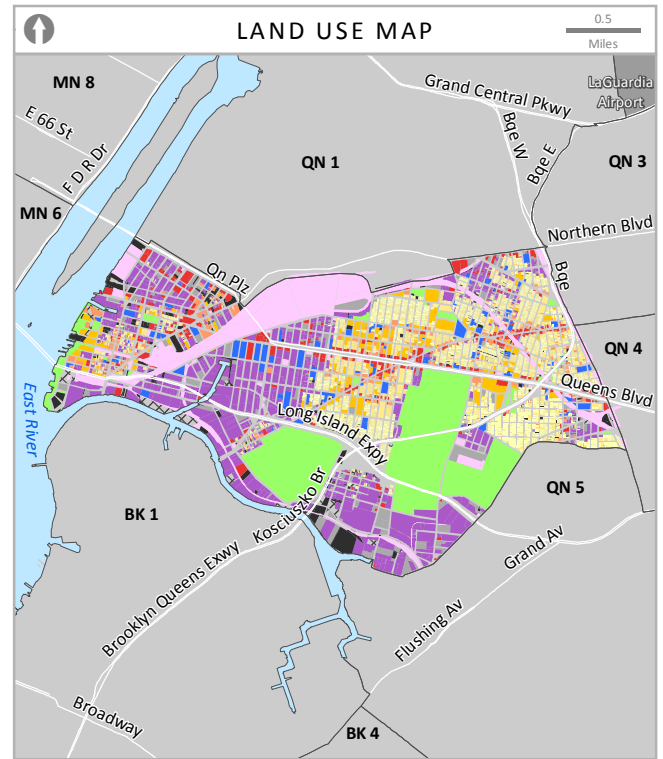 LAND USE MAP
0.5
Miles
MN 8
Grand Central Pkwy
LaGuardia
Airport
E 66 St
Bqe W
Bqe E
F D R Dr
QN 1
QN 3
MN 6
Northern Blvd
Qn Plz
Bqe
QN 4
Queens Blvd
East River
Long Island Expy
QN 5
BK 1
Kosciuszko Br
Grand Av
Brooklyn Queens Exwy
Flushing Av
Broadway
BK 4